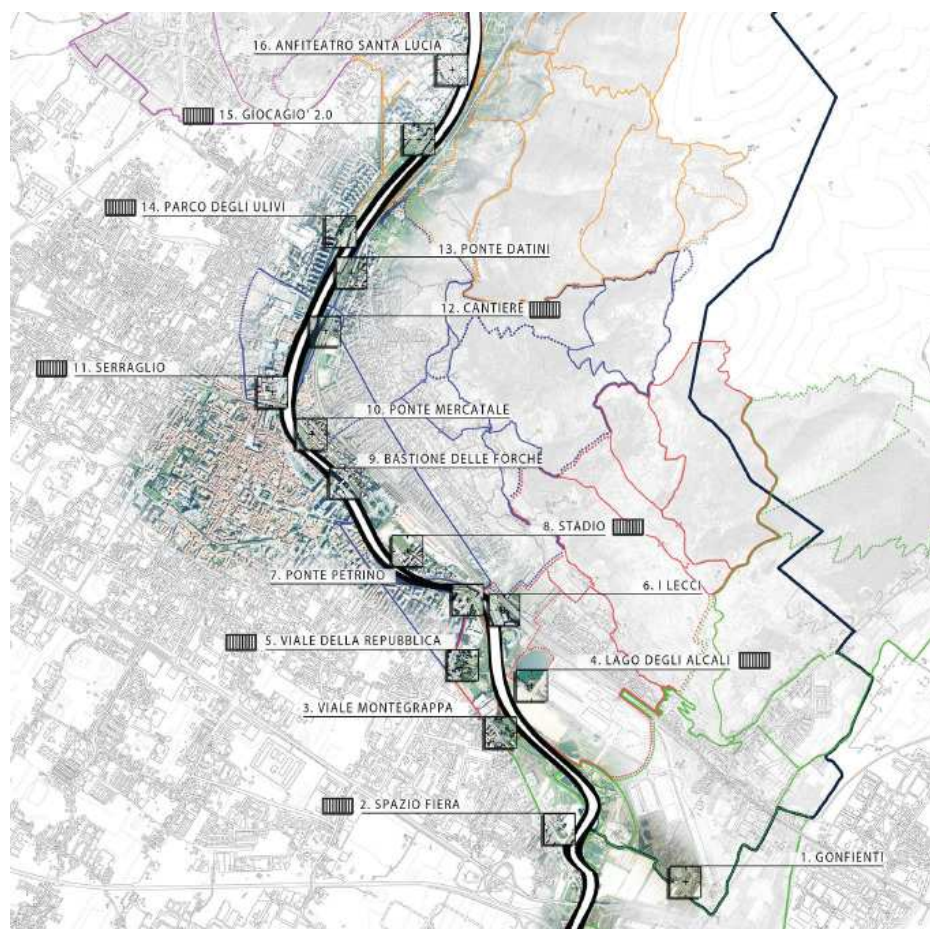 16. ANFITEATRO SANTA LUCIA
15. GIOCAGIO' 2.0
14. PARCO DEGLI ULIVI
13. PONTE DATINI
12. CANTIERE
11. SERRAGLIO
10. PONTE MERCATALE
9. BASTIONE DELLE FORCHE
8. STADIO
7. PONTE PETRINO
6. I LECCI
5. VIALE DELLA REPUBBLICA
4. LAGO DEGLI ALCALI
3. VIALE MONTEGRAPPA
2. SPAZIO FIERA
1. GONFIENTI